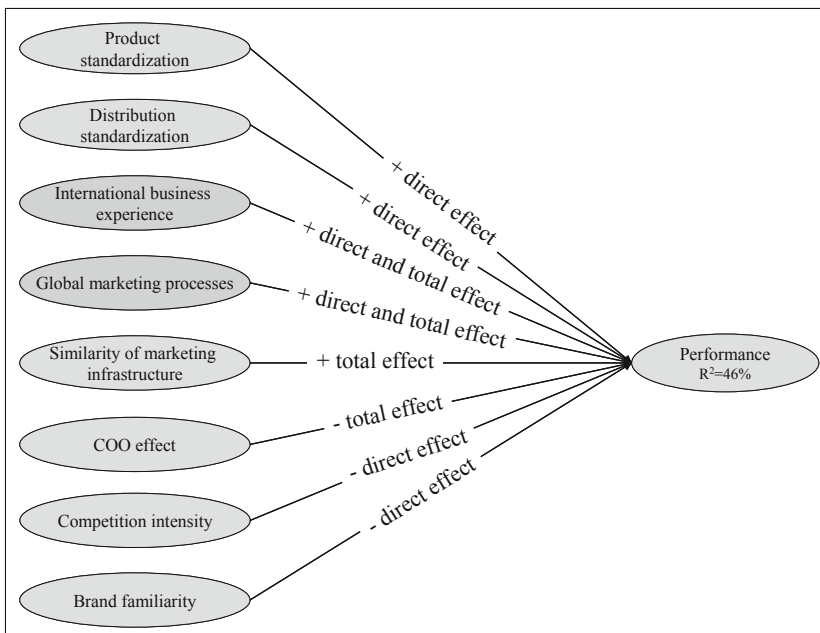 Product
standardization
+ direct effect
Distribution
standardization
+ direct effect
International business
experience
+ direct and total effect
Global marketing processes
+ direct and total effect
Similarity of marketing
infrastructure
+ total effect
COO effect
- total effect
Competition intensity
- direct effect
Brand familiarity
- direct effect
Performance
R²=46%